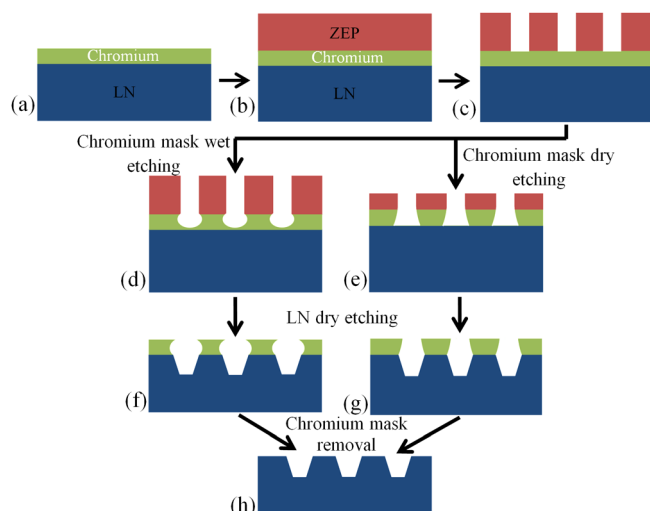 ZEP
Chromium
Chromium
LN
LN
(a)
(b)
(c)
Chromium mask wet
etching
Chromium mask dry
etching
(d)
(e)
LN dry etching
(f)
(g)
Chromium mask
removal
(h)